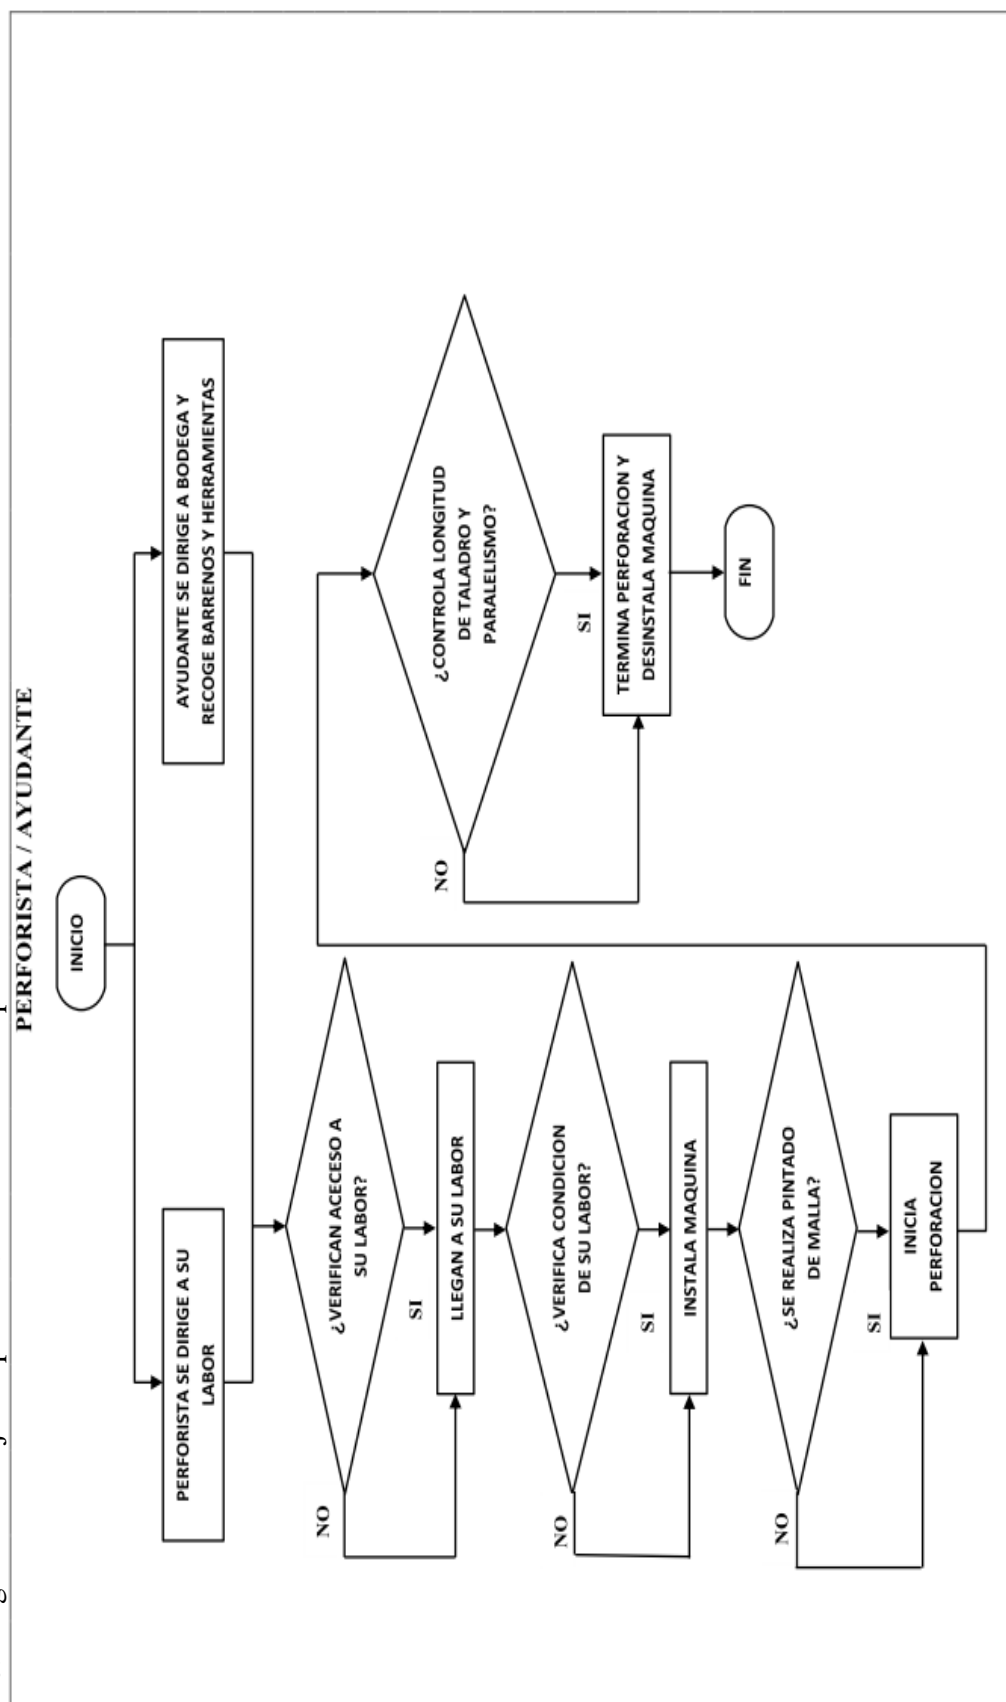 PERFORISTA / AYUDANTE
INICIO
PERFORISTA SE DIRIGE A SU
LABOR
AYUDANTE SE DIRIGE A BODEGA Y
RECOGE BARRENOS Y HERRAMIENTAS
¿VERIFICAN ACECESO A
SU LABOR?
NO
SI
LLEGAN A SU LABOR
¿VERIFICA CONDICION
DE SU LABOR?
NO
SI
INSTALA MAQUINA
¿SE REALIZA PINTADO
DE MALLA?
NO
SI
INICIA
PERFORACION
¿CONTROLA LONGITUD
DE TALADRO Y
PARALELISMO?
NO
SI
TERMINA PERFORACION Y
DESINSTALA MAQUINA
FIN